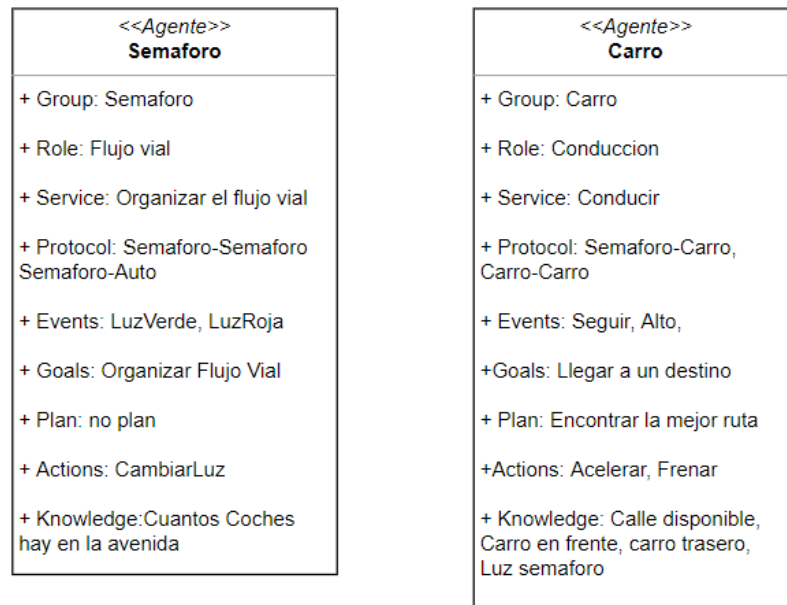 <<Agente>>
Semaforo
+ Group: Semaforo
+ Role: Flujo vial
+ Service: Organizar el flujo vial
+ Protocol: Semaforo-Semaforo
Semaforo-Auto
+ Events: LuzVerde, LuzRoja
+ Goals: Organizar Flujo Vial
+ Plan: no plan
+ Actions: CambiarLuz
+ Knowledge:Cuantos Coches
hay en la avenida
<<Agente>>
Carro
+ Group: Carro
+ Role: Conduccion
+ Service: Conducir
+ Protocol: Semaforo-Carro,
Carro-Carro
+ Events: Seguir, Alto,
+Goals: Llegar a un destino
+ Plan: Encontrar la mejor ruta
+Actions: Acelerar, Frenar
+ Knowledge: Calle disponible,
Carro en frente, carro trasero,
Luz semaforo